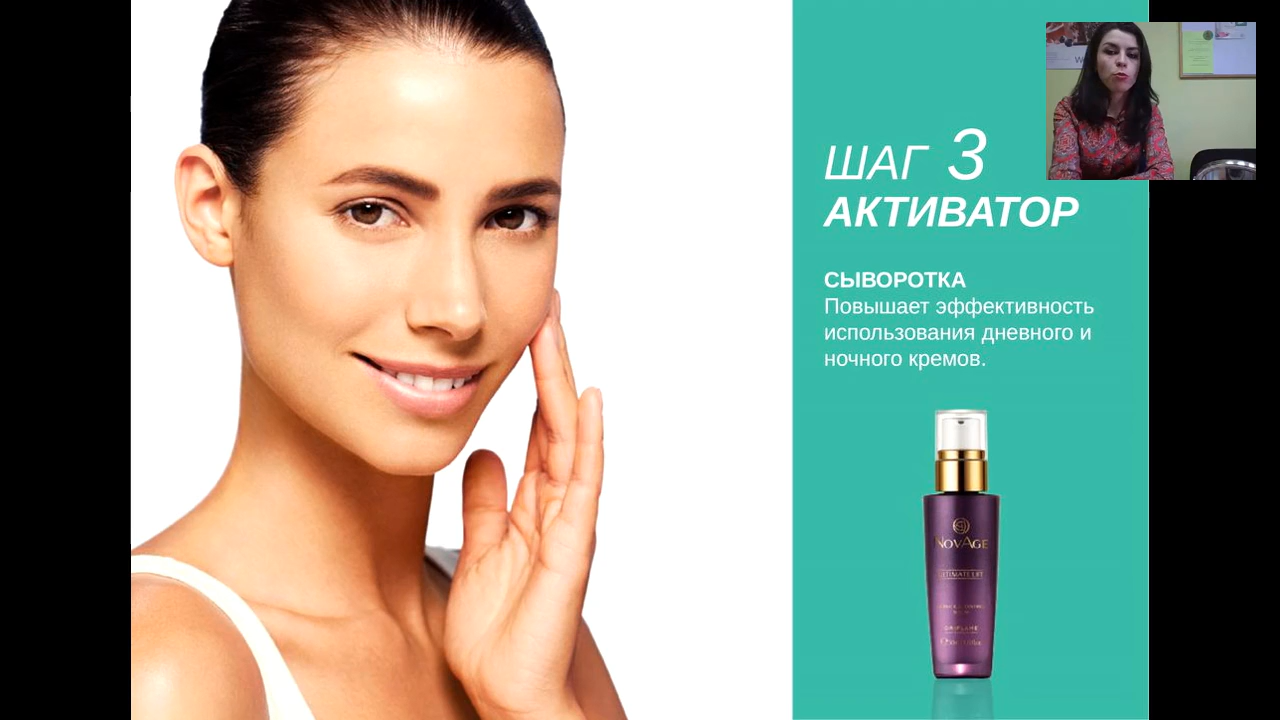 ШАГ 3
АКТИВАТОР
СЫВОРОТКА
Повышает эффективность
использования дневного и
ночного кремов.
NOVAGE
ULTIMATE LIFT
ORIFLAME